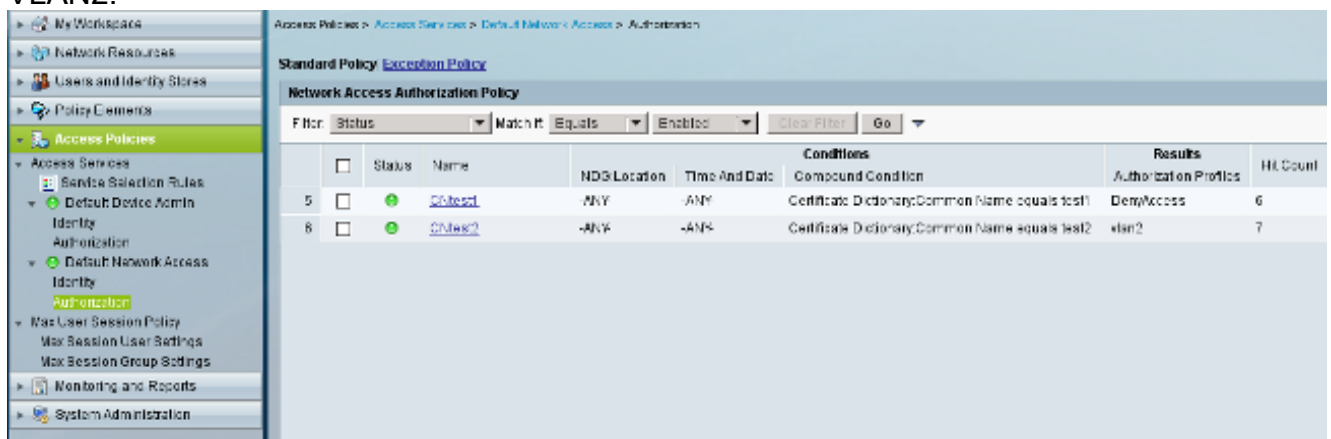 VLAN2.
My Workspace
Network Resources
Users and Identity Stores
Policy Elements
Access Policies
Access Services
Service Selection Rules
Default Device Admin
Identity
Authorization
Default Network Access
Identity
Authorization
Max User Session Policy
Max Session User Settings
Max Session Group Settings
Monitoring and Reports
System Administration
Access Policies > Access Services > Default Network Access > Authorization
Standard Policy Exception Policy
Network Access Authorization Policy
Filter: Status Match if: Equals Enabled Clear Filter Go
Conditions Results
Status Name NDG:Location Time And Date Compound Condition Authorization Profiles Hit Count
5 CNtest1 -ANY- -ANY- Certificate Dictionary:Common Name equals test1 DenyAccess 6
6 CNtest2 -ANY- -ANY- Certificate Dictionary:Common Name equals test2 vlan2 7